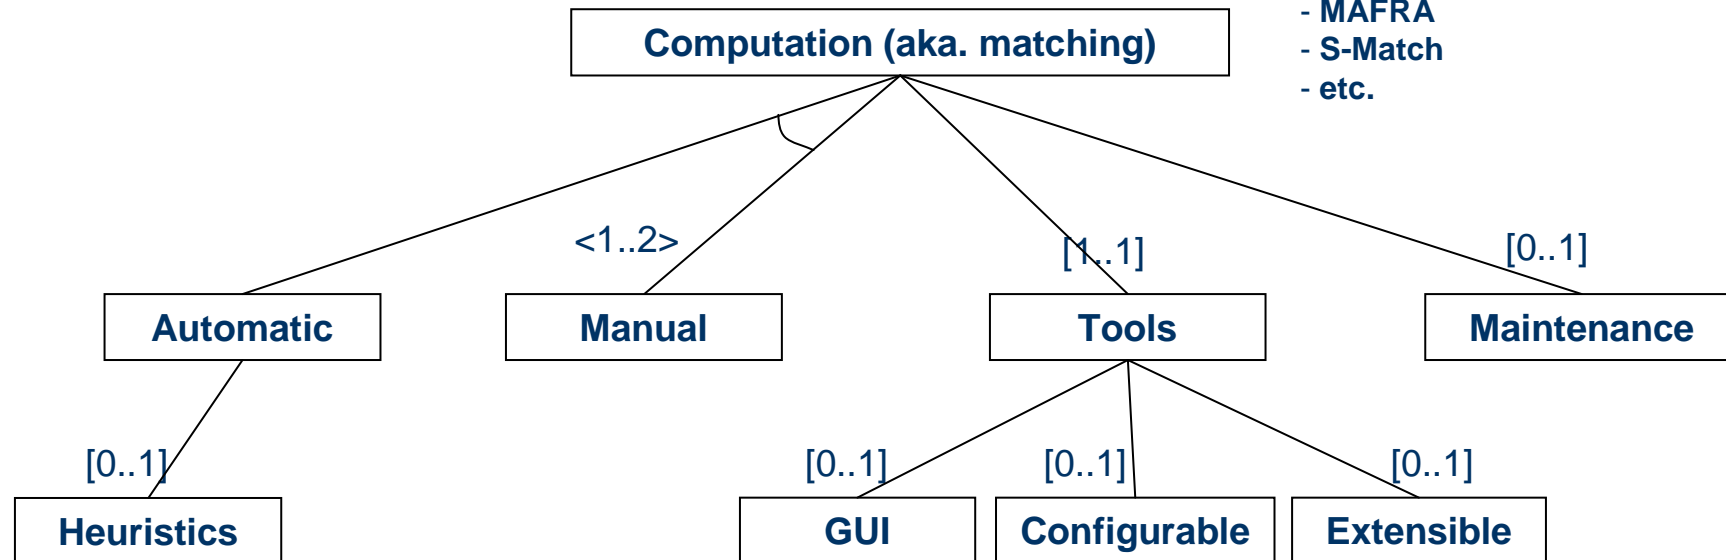 - MAFRA
Computation (aka. matching)
- S-Match
- etc.
<1..2>
[1..1]
[0..1]
Automatic
Manual
Tools
Maintenance
[0..1]
[0..1]
[0..1]
[0..1]
Heuristics
GUI
Configurable
Extensible